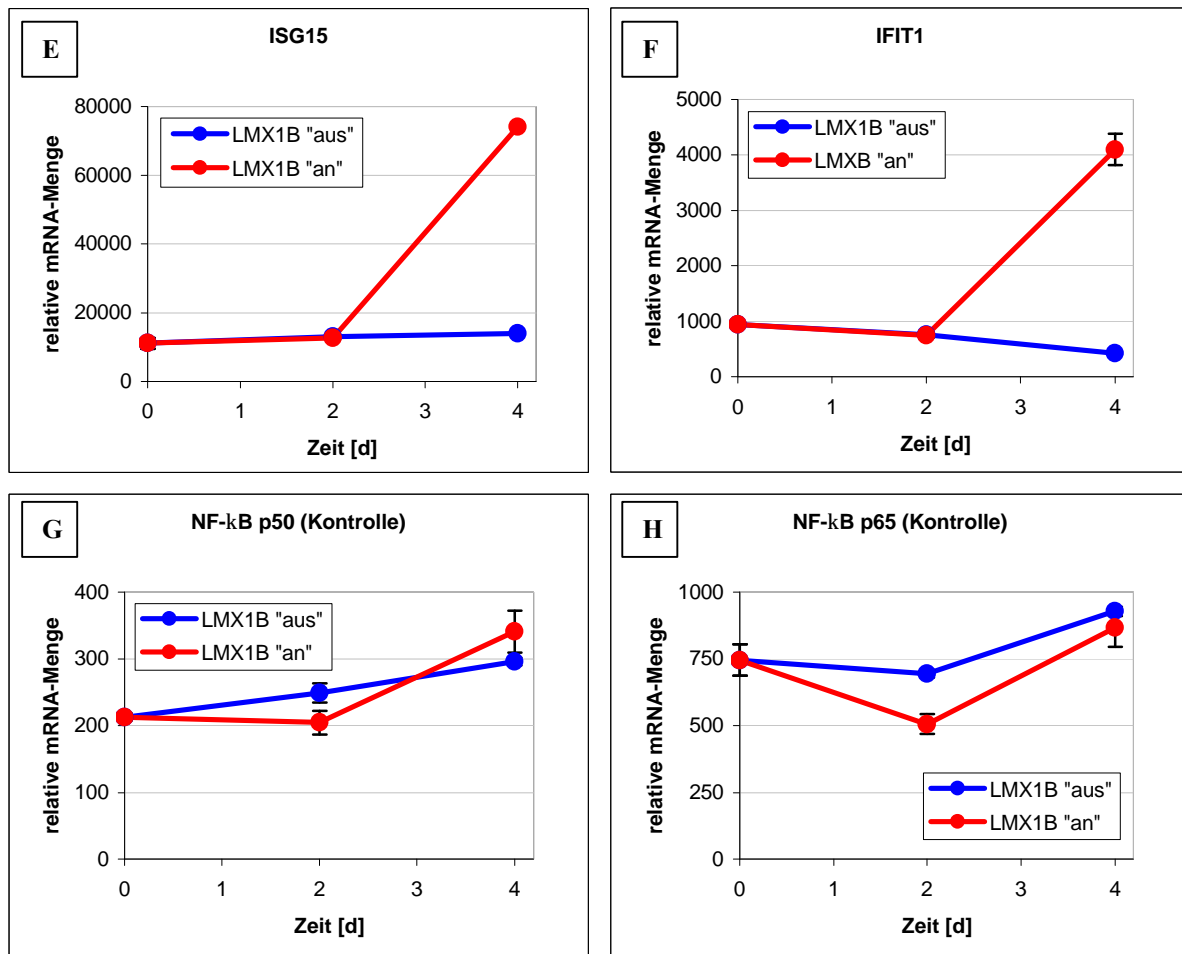 E
ISG15
relative mRNA-Menge
80000
60000
40000
20000
0
LMX1B "aus"
LMX1B "an"
0 1 2 3 4
Zeit [d]
F
IFIT1
relative mRNA-Menge
5000
4000
3000
2000
1000
0
LMX1B "aus"
LMXB "an"
0 1 2 3 4
Zeit [d]
G
NF-kB p50 (Kontrolle)
relative mRNA-Menge
400
300
200
100
0
LMX1B "aus"
LMX1B "an"
0 1 2 3 4
Zeit [d]
H
NF-kB p65 (Kontrolle)
relative mRNA-Menge
1000
750
500
250
0
LMX1B "aus"
LMX1B "an"
0 1 2 3 4
Zeit [d]